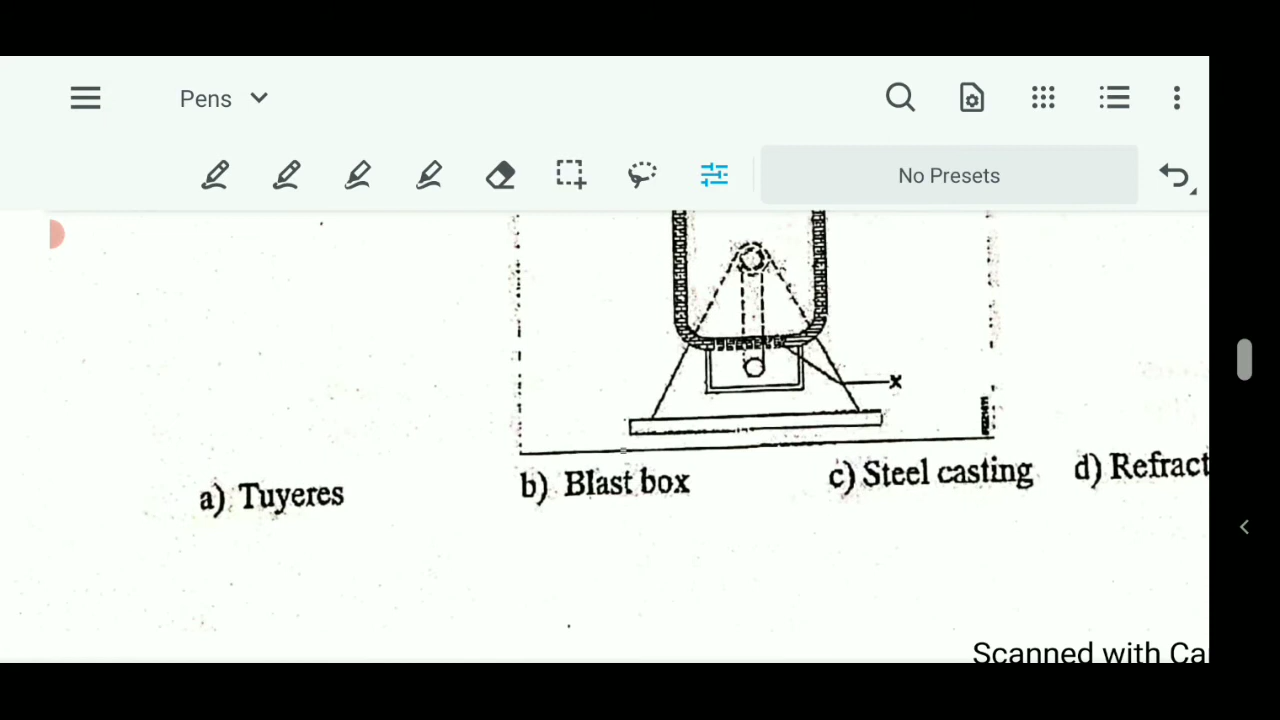 Pens
No Presets
X
a) Tuyeres b) Blast box c) Steel casting d) Refract
Scanned with Ca